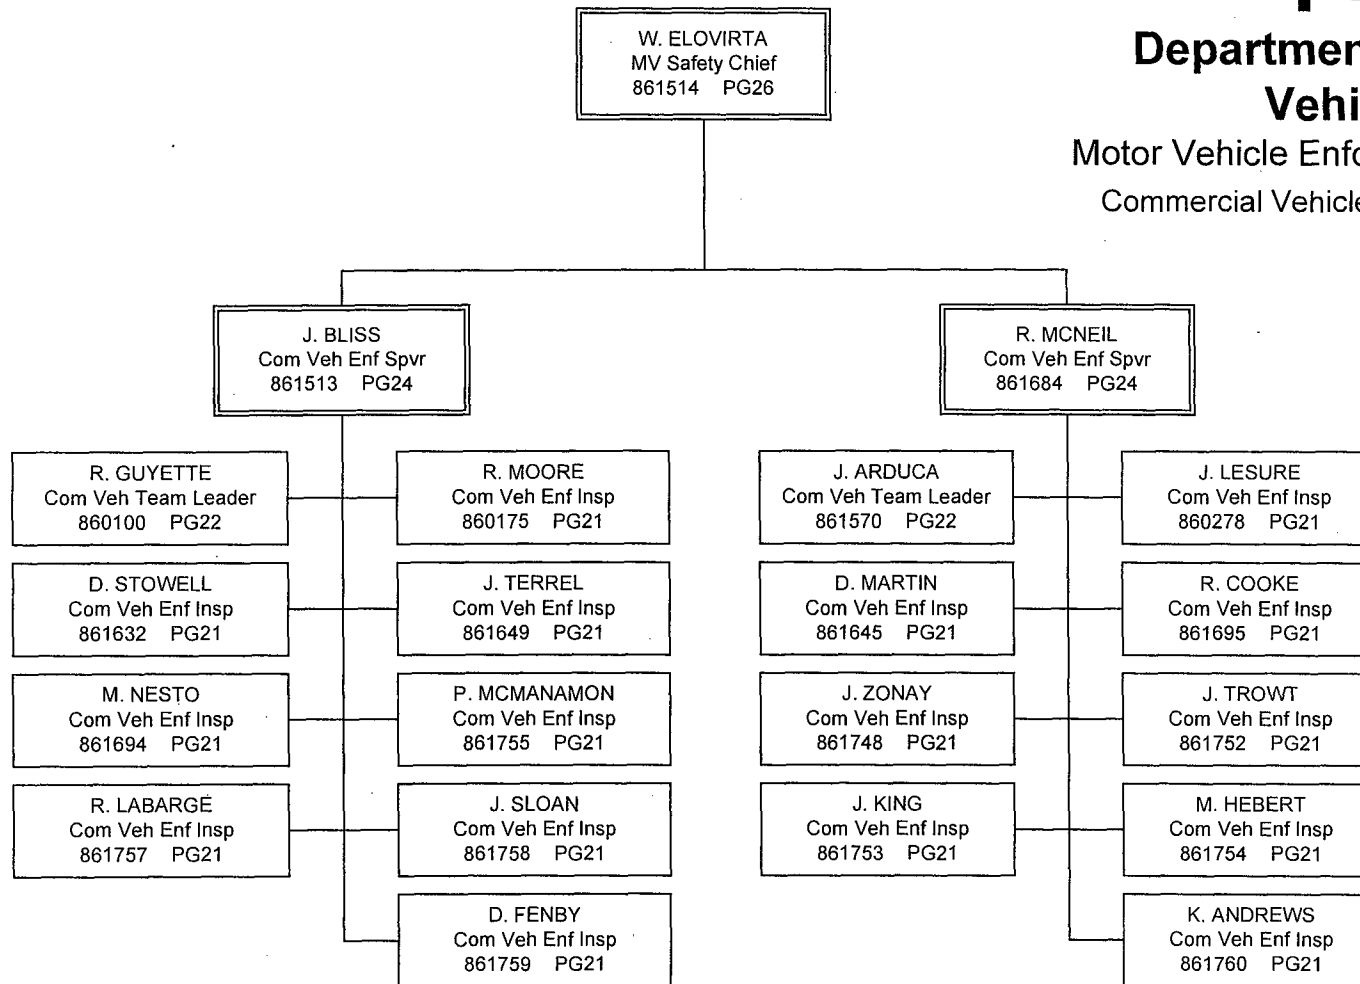 W. ELOVIRTA
MV Safety Chief
861514 PG26
Vehi
Motor Vehicle Enfo
Commercial Vehicle
J. BLISS
Com Veh Enf Spvr
861513 PG24
R. MCNEIL
Com Veh Enf Spvr
861684 PG24
R. GUYETTE
Com Veh Team Leader
860100 PG22
R. MOORE
Com Veh Enf Insp
860175 PG21
J. ARDUCA
Com Veh Team Leader
861570 PG22
J. LESURE
Com Veh Enf Insp
860278 PG21
D. STOWELL
Com Veh Enf Insp
861632 PG21
J. TERREL
Com Veh Enf Insp
861649 PG21
D. MARTIN
Com Veh Enf Insp
861645 PG21
R. COOKE
Com Veh Enf Insp
861695 PG21
M. NESTO
Com Veh Enf Insp
861694 PG21
P. MCMANAMON
Com Veh Enf Insp
861755 PG21
J. ZONAY
Com Veh Enf Insp
861748 PG21
J. TROWT
Com Veh Enf Insp
861752 PG21
R. LABARGE
Com Veh Enf Insp
861757 PG21
J. SLOAN
Com Veh Enf Insp
861758 PG21
J. KING
Com Veh Enf Insp
861753 PG21
M. HEBERT
Com Veh Enf Insp
861754 PG21
D. FENBY
Com Veh Enf Insp
861759 PG21
K. ANDREWS
Com Veh Enf Insp
861760 PG21